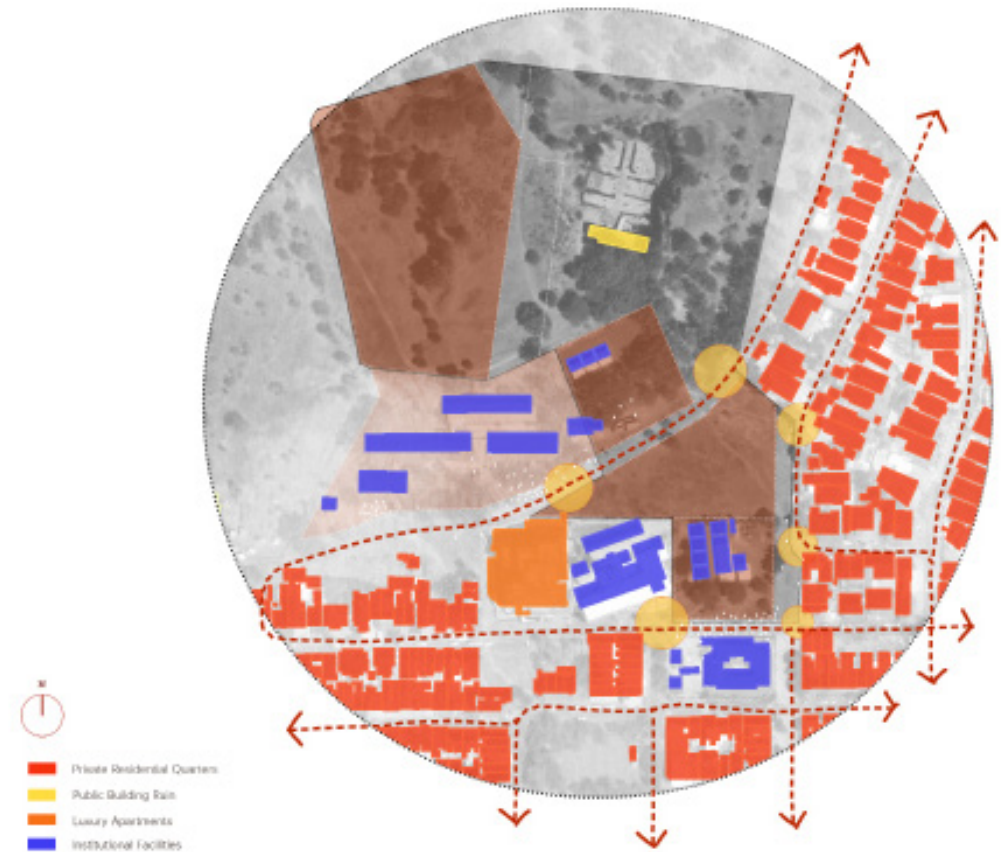 N
Private Residential Quarters
Public Building Ruin
Luxury Apartments
Institutional Facilities